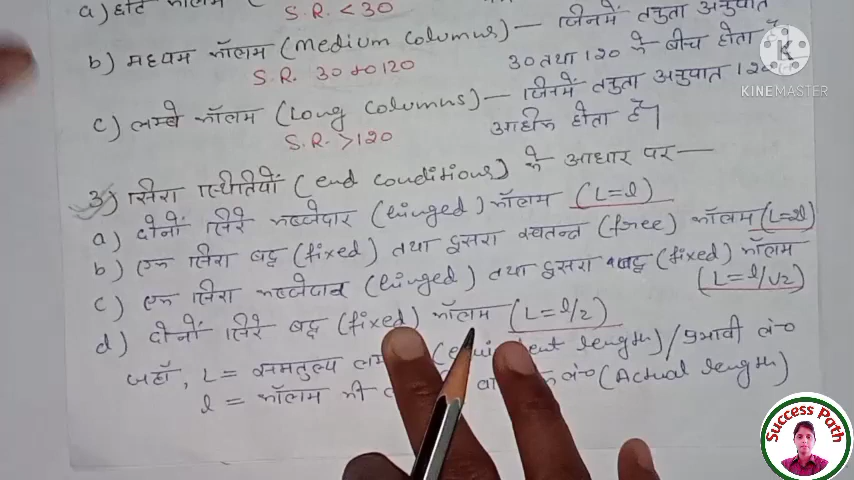 a) छोटे कॉलम (
S.R. < 30
b) मध्यम कॉलम (Medium Columns) — जिनमें तनुता अनुपात
30 तथा 120 के बीच होता है
S.R. 30 to 120
c) लम्बे कॉलम (Long Columns) — जिनमें तनुता अनुपात 120
अधिक होता है।
S.R. >120
3) सिरा स्थितियों (end conditions) के आधार पर —
a) दोनों सिरे कब्जेदार (hinged) कॉलम (L=l)
b) एक सिरा बद्ध (fixed) तथा दूसरा स्वतन्त्र (free) कॉलम (L=2l)
c) एक सिरा कब्जेदार (hinged) तथा दूसरा बद्ध (fixed) कॉलम
(L = l/√2)
d) दोनों सिरे बद्ध (fixed) कॉलम (L = l/2)
जहाँ, L = समतुल्य length) / प्रभावी लं०
l = कॉलम की लं० (Actual length)
KINEMASTER
Success Path